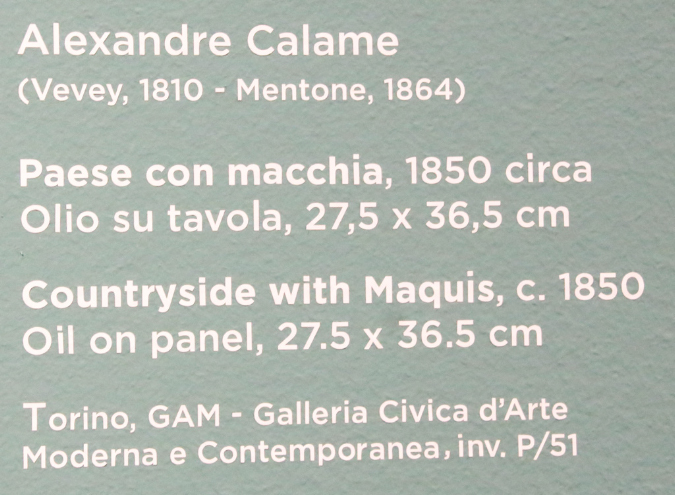 Alexandre Calame
(Vevey, 1810 - Mentone, 1864)
Paese con macchia, 1850 circa
Olio su tavola, 27,5 x 36,5 cm
Countryside with Maquis, c. 1850
Oil on panel, 27.5 x 36.5 cm
Torino, GAM - Galleria Civica d'Arte
Moderna e Contemporanea, inv. P/51